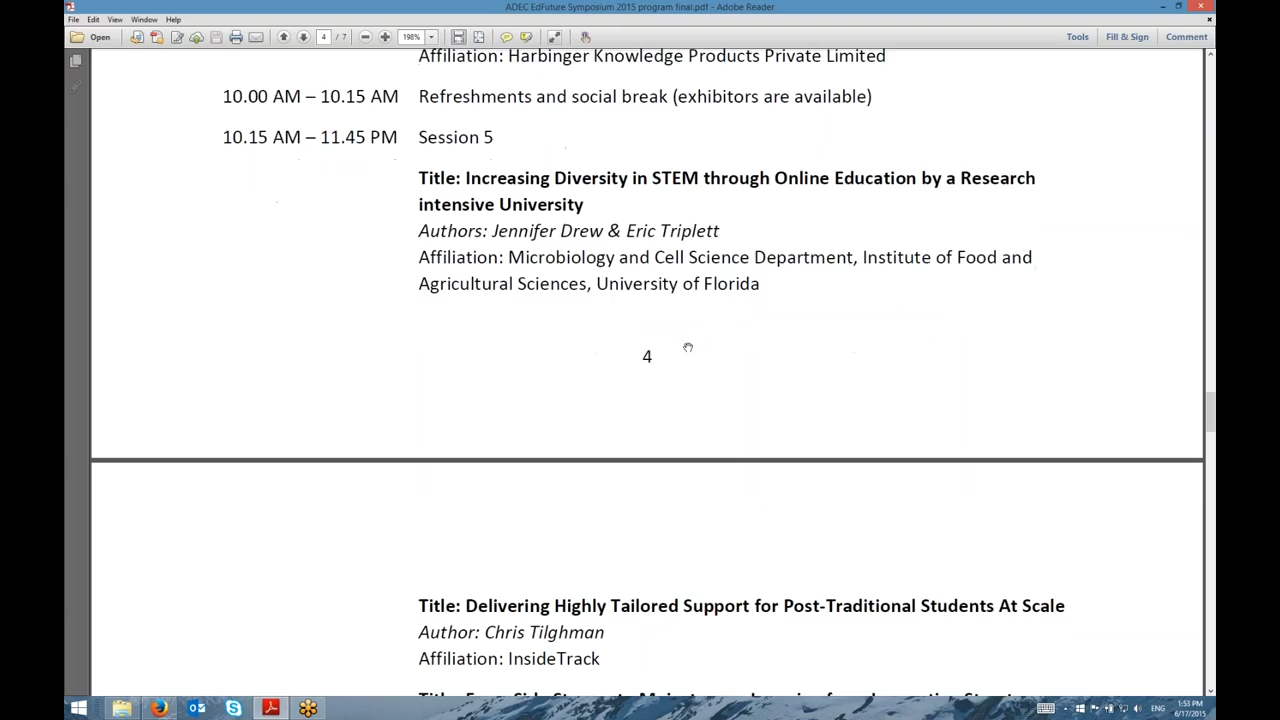 ADEC EdFuture Symposium 2015 program final.pdf - Adobe Reader
File Edit View Window Help
Open 4 / 7 198% Tools Fill & Sign Comment
Affiliation: Harbinger Knowledge Products Private Limited
10.00 AM – 10.15 AM Refreshments and social break (exhibitors are available)
10.15 AM – 11.45 PM Session 5
Title: Increasing Diversity in STEM through Online Education by a Research
intensive University
Authors: Jennifer Drew & Eric Triplett
Affiliation: Microbiology and Cell Science Department, Institute of Food and
Agricultural Sciences, University of Florida
4
Title: Delivering Highly Tailored Support for Post-Traditional Students At Scale
Author: Chris Tilghman
Affiliation: InsideTrack
ENG 1:53 PM
6/17/2015